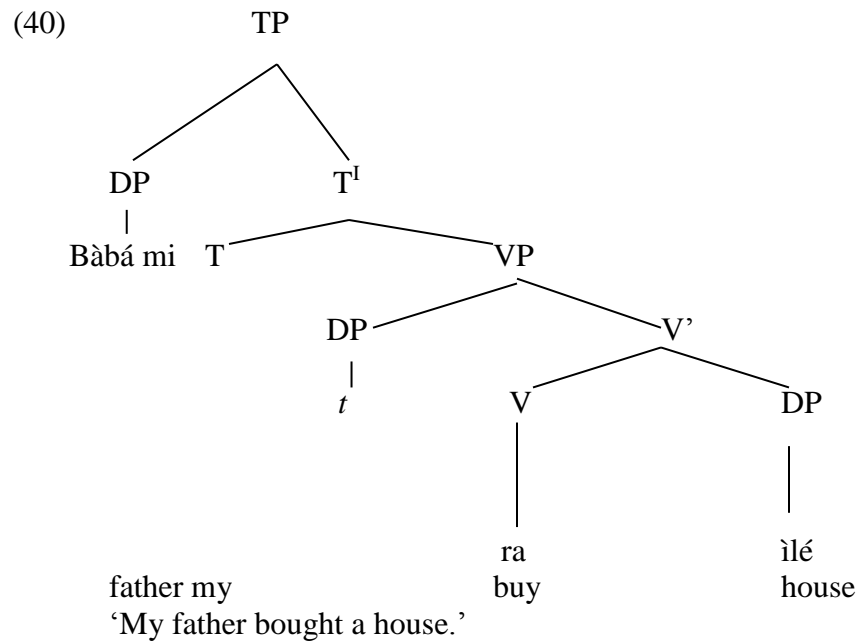 (40) TP
DP T^I
Bàbá mi T VP
DP V’
t V DP
ra ìlé
father my buy house
‘My father bought a house.’